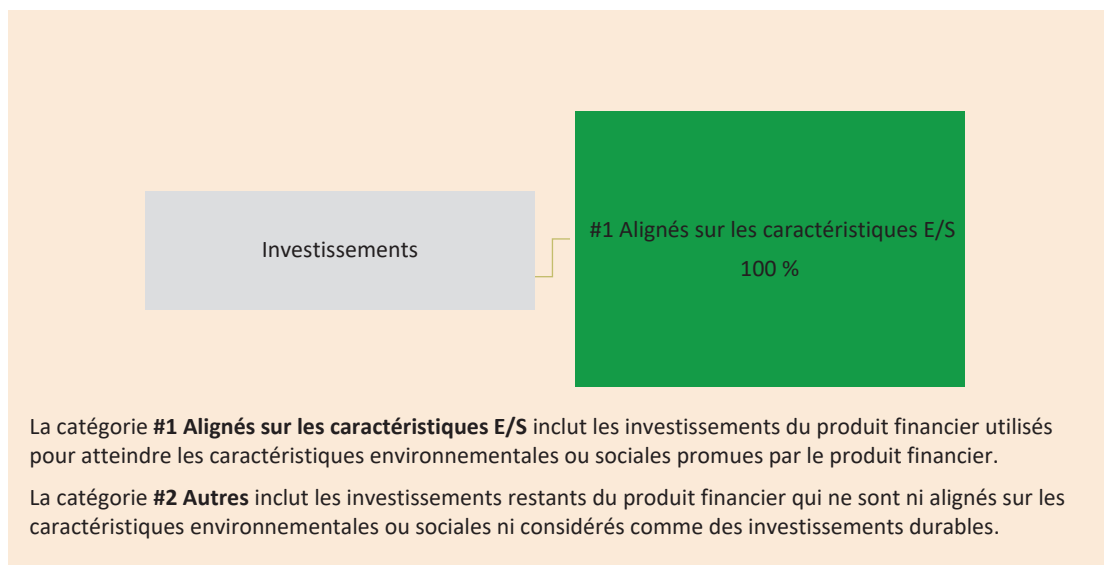 Investissements
#1 Alignés sur les caractéristiques E/S
100 %
La catégorie #1 Alignés sur les caractéristiques E/S inclut les investissements du produit financier utilisés
pour atteindre les caractéristiques environnementales ou sociales promues par le produit financier.
La catégorie #2 Autres inclut les investissements restants du produit financier qui ne sont ni alignés sur les
caractéristiques environnementales ou sociales ni considérés comme des investissements durables.